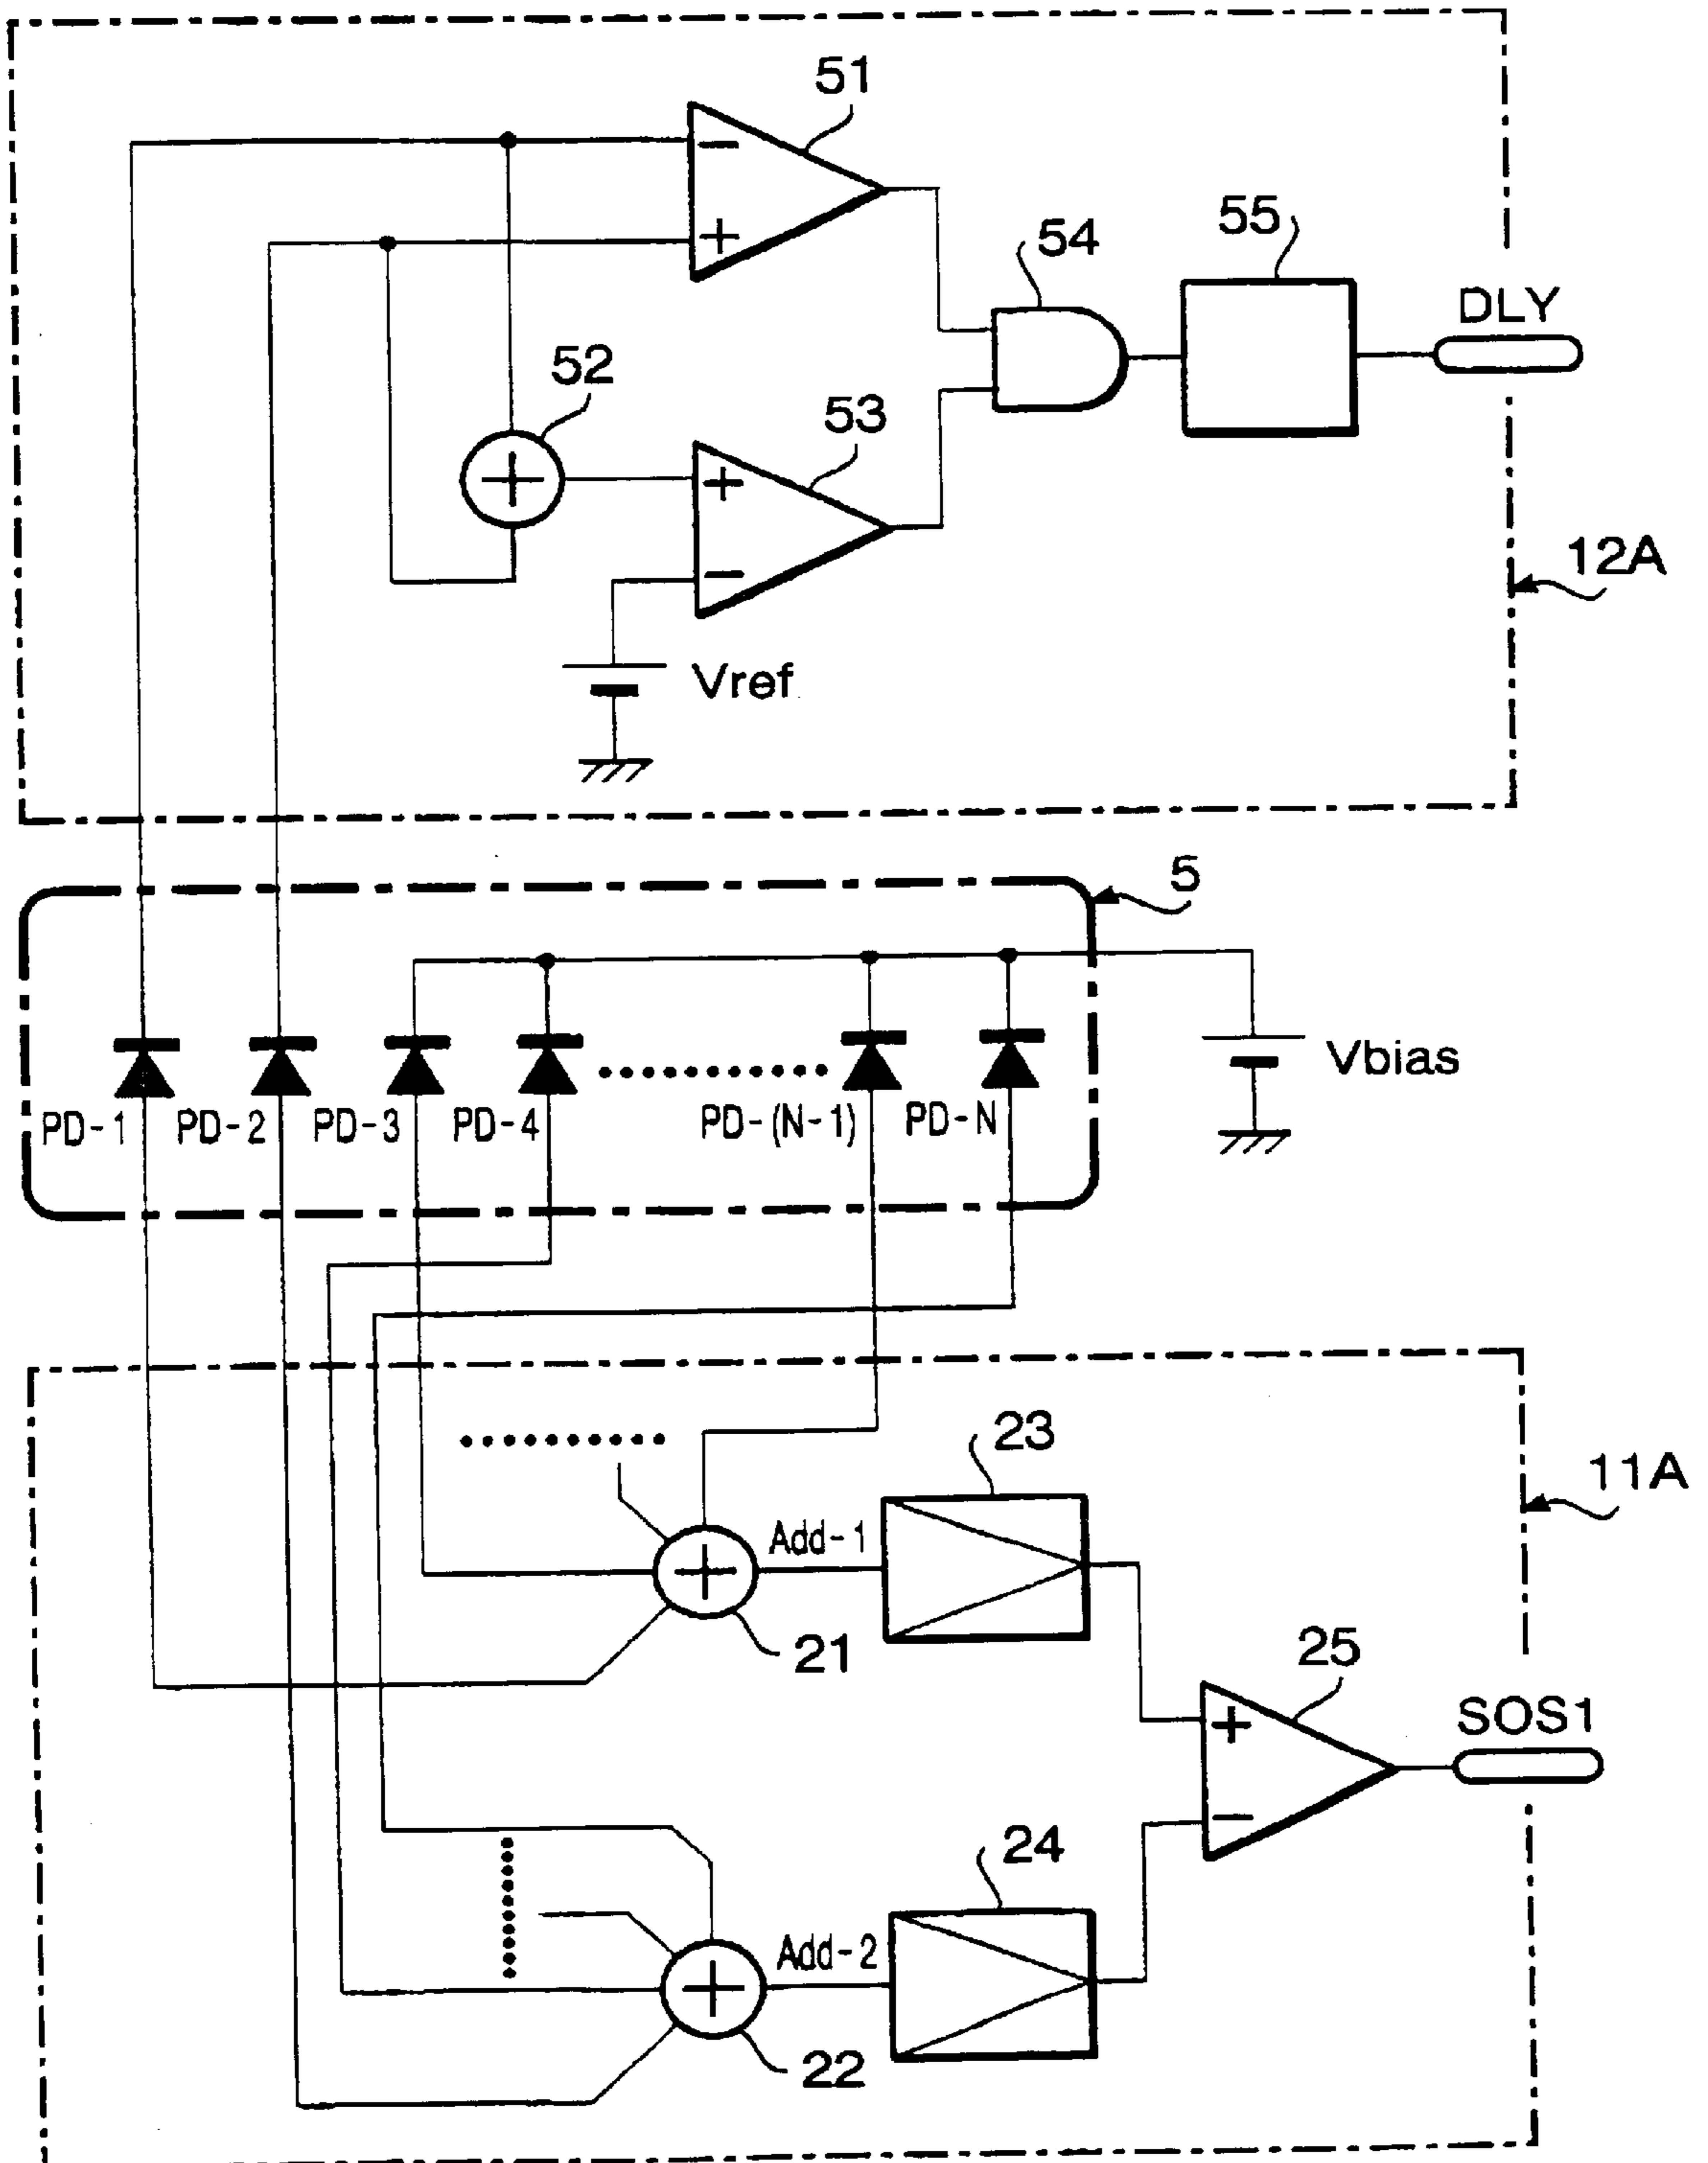 51
−
+
54
55
DLY
52
+
53
+
−
12A
Vref
5
Vbias
PD-1
PD-2
PD-3
PD-4
PD-(N-1)
PD-N
23
11A
Add-1
+
21
25
SOS1
+
−
24
Add-2
+
22